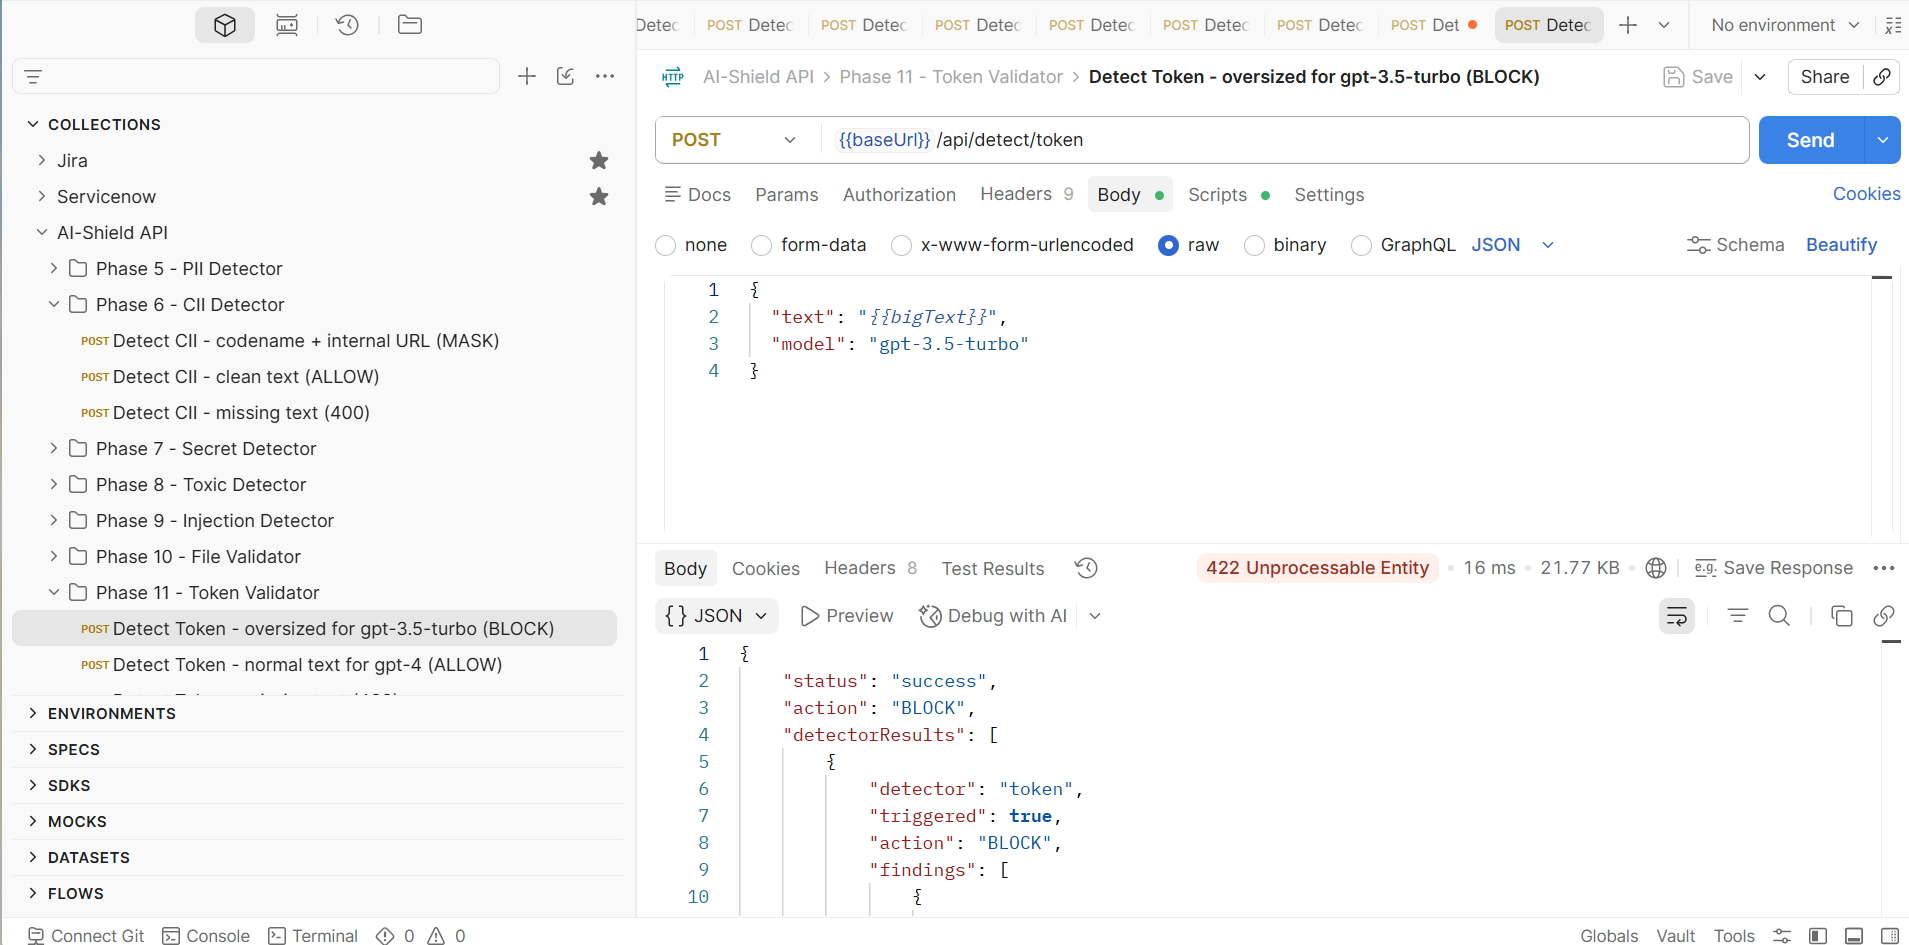 Detec
POST Detec
POST Detec
POST Detec
POST Detec
POST Detec
POST Detec
POST Det
POST Detec
No environment
AI-Shield API > Phase 11 - Token Validator > Detect Token - oversized for gpt-3.5-turbo (BLOCK)
Save
Share
COLLECTIONS
Jira
Servicenow
AI-Shield API
Phase 5 - PII Detector
Phase 6 - CII Detector
POST Detect CII - codename + internal URL (MASK)
POST Detect CII - clean text (ALLOW)
POST Detect CII - missing text (400)
Phase 7 - Secret Detector
Phase 8 - Toxic Detector
Phase 9 - Injection Detector
Phase 10 - File Validator
Phase 11 - Token Validator
POST Detect Token - oversized for gpt-3.5-turbo (BLOCK)
POST Detect Token - normal text for gpt-4 (ALLOW)
ENVIRONMENTS
SPECS
SDKS
MOCKS
DATASETS
FLOWS
HTTP
POST {{baseUrl}} /api/detect/token
Send
Docs Params Authorization Headers 9 Body Scripts Settings Cookies
none form-data x-www-form-urlencoded raw binary GraphQL JSON Schema Beautify
1 {
2 "text": "{{bigText}}",
3 "model": "gpt-3.5-turbo"
4 }
Body Cookies Headers 8 Test Results 422 Unprocessable Entity 16 ms 21.77 KB e.g. Save Response
{} JSON Preview Debug with AI
1 {
2 "status": "success",
3 "action": "BLOCK",
4 "detectorResults": [
5 {
6 "detector": "token",
7 "triggered": true,
8 "action": "BLOCK",
9 "findings": [
10 {
Connect Git Console Terminal 0 0
Globals Vault Tools